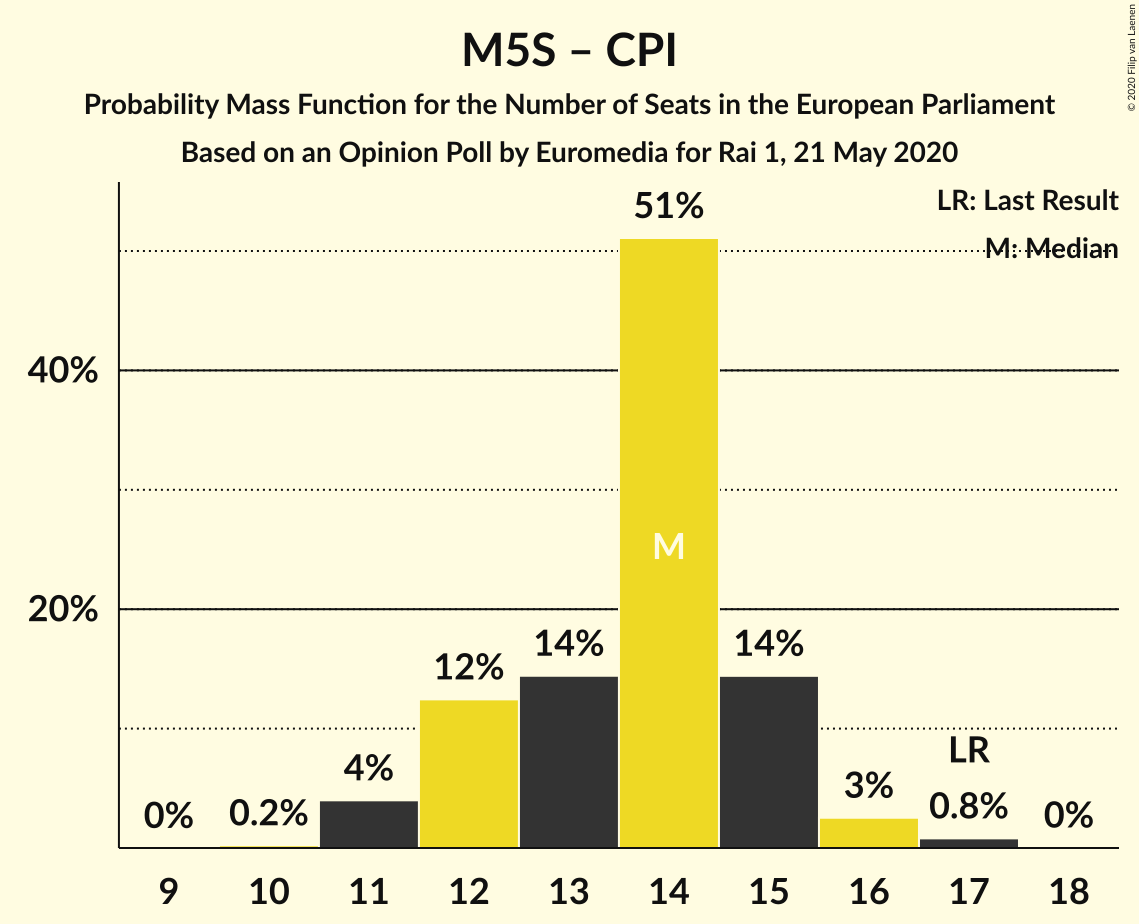 M5S – CPI
Probability Mass Function for the Number of Seats in the European Parliament
Based on an Opinion Poll by Euromedia for Rai 1, 21 May 2020
© 2020 Filip van Laenen
LR: Last Result
M: Median
40%
20%
0%
0.2%
4%
12%
14%
51%
M
14%
3%
LR
0.8%
0%
9 10 11 12 13 14 15 16 17 18